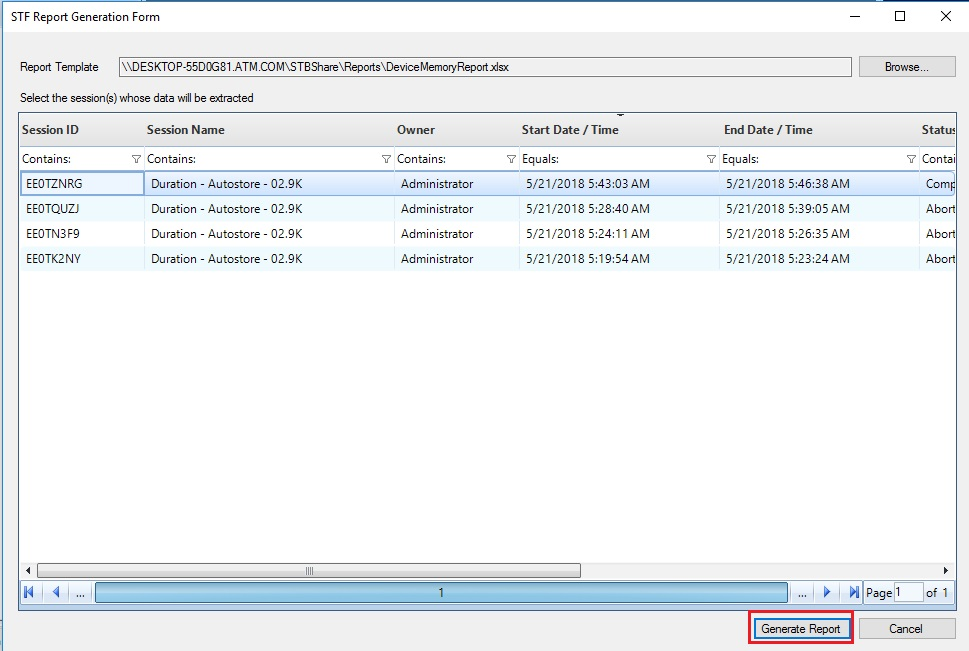 STF Report Generation Form
Report Template \\DESKTOP-55D0G81.ATM.COM\STBShare\Reports\DeviceMemoryReport.xlsx Browse...
Select the session(s) whose data will be extracted
Session ID Session Name Owner Start Date / Time End Date / Time Status
Contains: Contains: Contains: Equals: Equals: Contai
EE0TZNRG Duration - Autostore - 02.9K Administrator 5/21/2018 5:43:03 AM 5/21/2018 5:46:38 AM Comp
EE0TQUZJ Duration - Autostore - 02.9K Administrator 5/21/2018 5:28:40 AM 5/21/2018 5:39:05 AM Abort
EE0TN3F9 Duration - Autostore - 02.9K Administrator 5/21/2018 5:24:11 AM 5/21/2018 5:26:35 AM Abort
EE0TK2NY Duration - Autostore - 02.9K Administrator 5/21/2018 5:19:54 AM 5/21/2018 5:23:24 AM Abort
... 1 ... Page 1 of 1
Generate Report Cancel